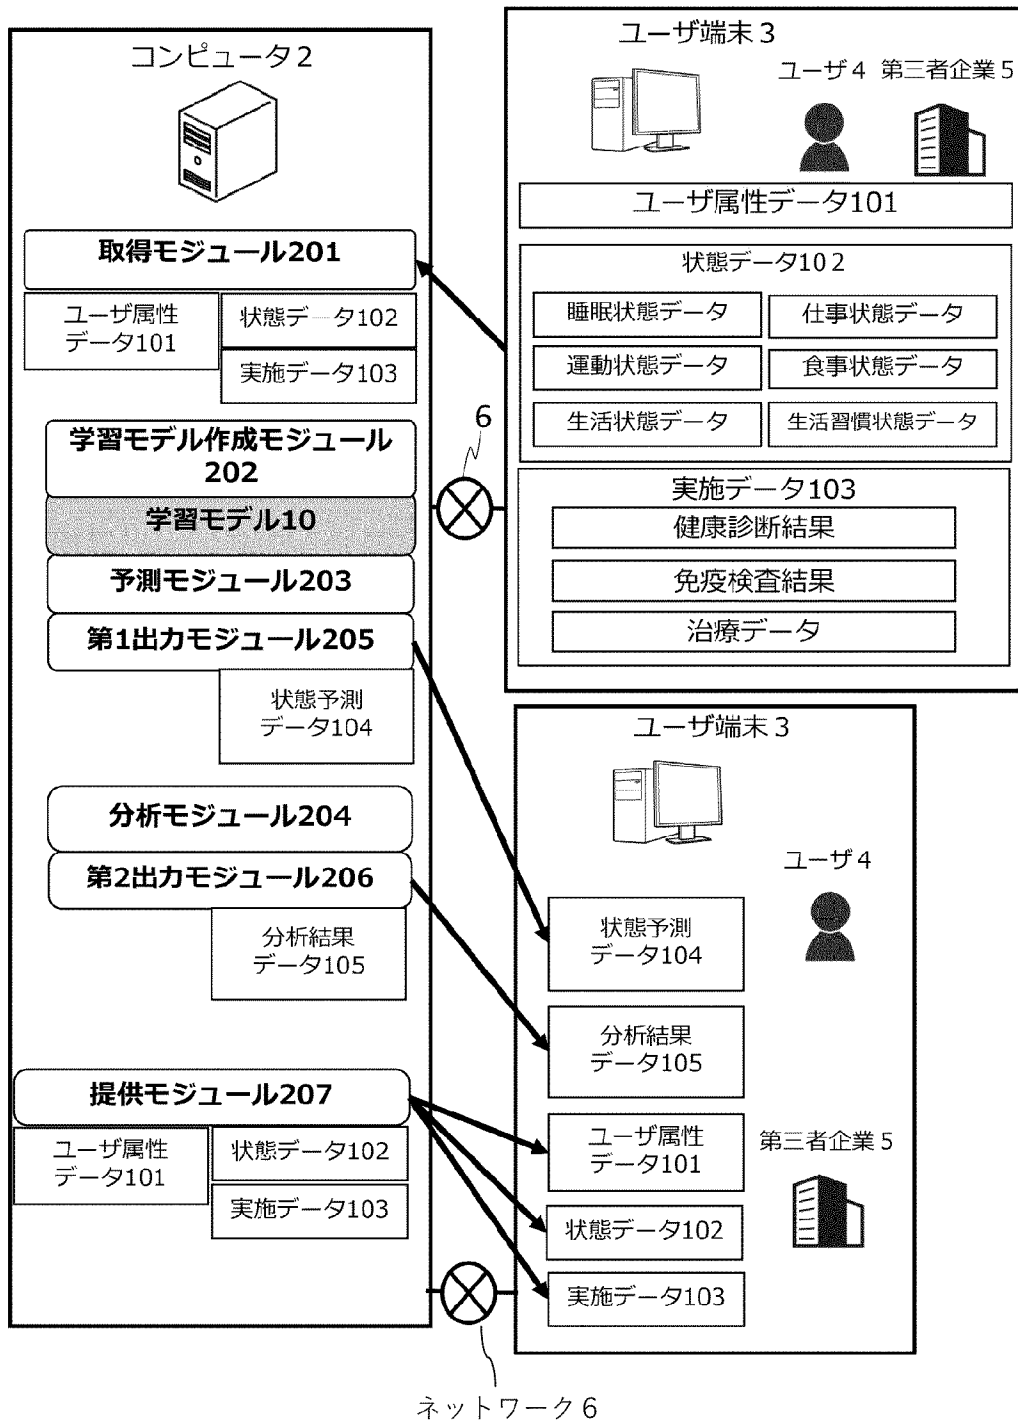 コンピュータ2
取得モジュール201
ユーザ属性
データ101
状態データ102
実施データ103
学習モデル作成モジュール
202
学習モデル10
予測モジュール203
第1出力モジュール205
状態予測
データ104
分析モジュール204
第2出力モジュール206
分析結果
データ105
提供モジュール207
ユーザ属性
データ101
状態データ102
実施データ103
6
ユーザ端末3
ユーザ4
第三者企業5
ユーザ属性データ101
状態データ102
睡眠状態データ
仕事状態データ
運動状態データ
食事状態データ
生活状態データ
生活習慣状態データ
実施データ103
健康診断結果
免疫検査結果
治療データ
ユーザ端末3
ユーザ4
状態予測
データ104
分析結果
データ105
ユーザ属性
データ101
第三者企業5
状態データ102
実施データ103
ネットワーク6